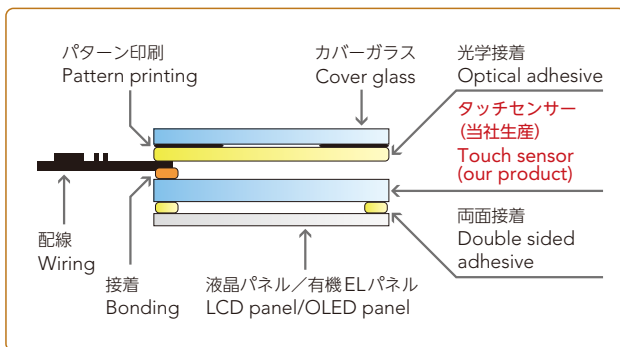 パターン印刷
Pattern printing
カバーガラス
Cover glass
光学接着
Optical adhesive
タッチセンサー
(当社生産)
Touch sensor
(our product)
両面接着
Double sided
adhesive
配線
Wiring
接着
Bonding
液晶パネル／有機ELパネル
LCD panel/OLED panel